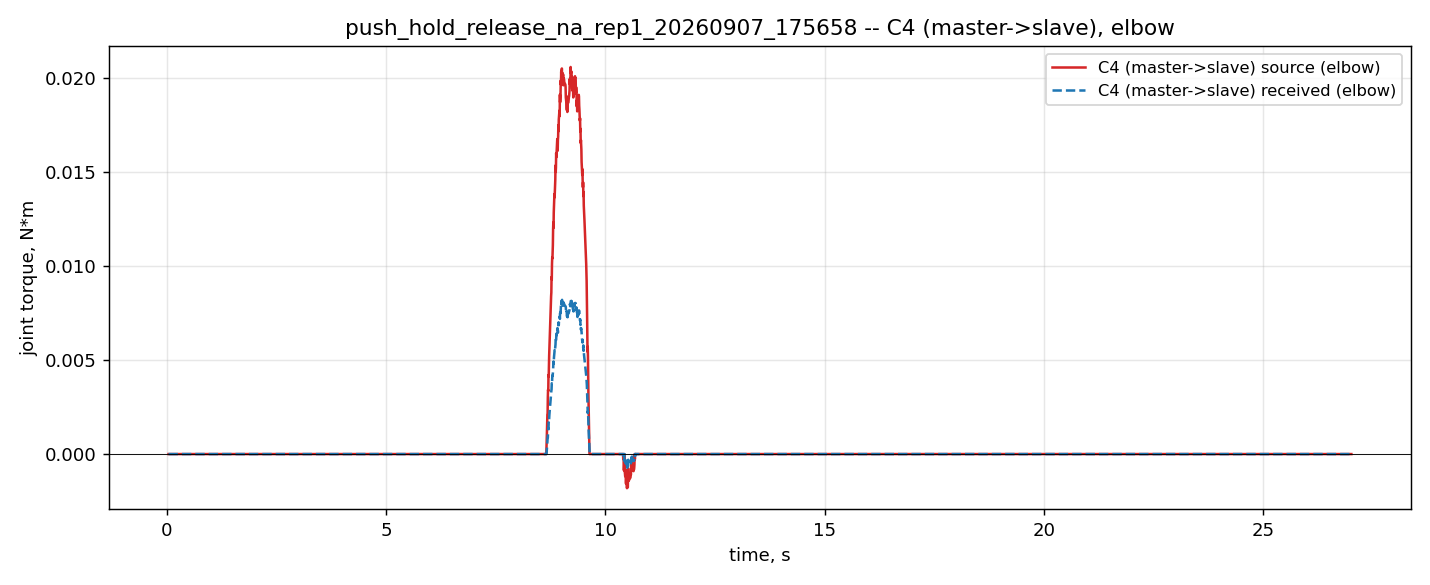 push_hold_release_na_rep1_20260907_175658 -- C4 (master->slave), elbow
C4 (master->slave) source (elbow)
C4 (master->slave) received (elbow)
joint torque, N*m
0.020
0.015
0.010
0.005
0.000
0 5 10 15 20 25
time, s